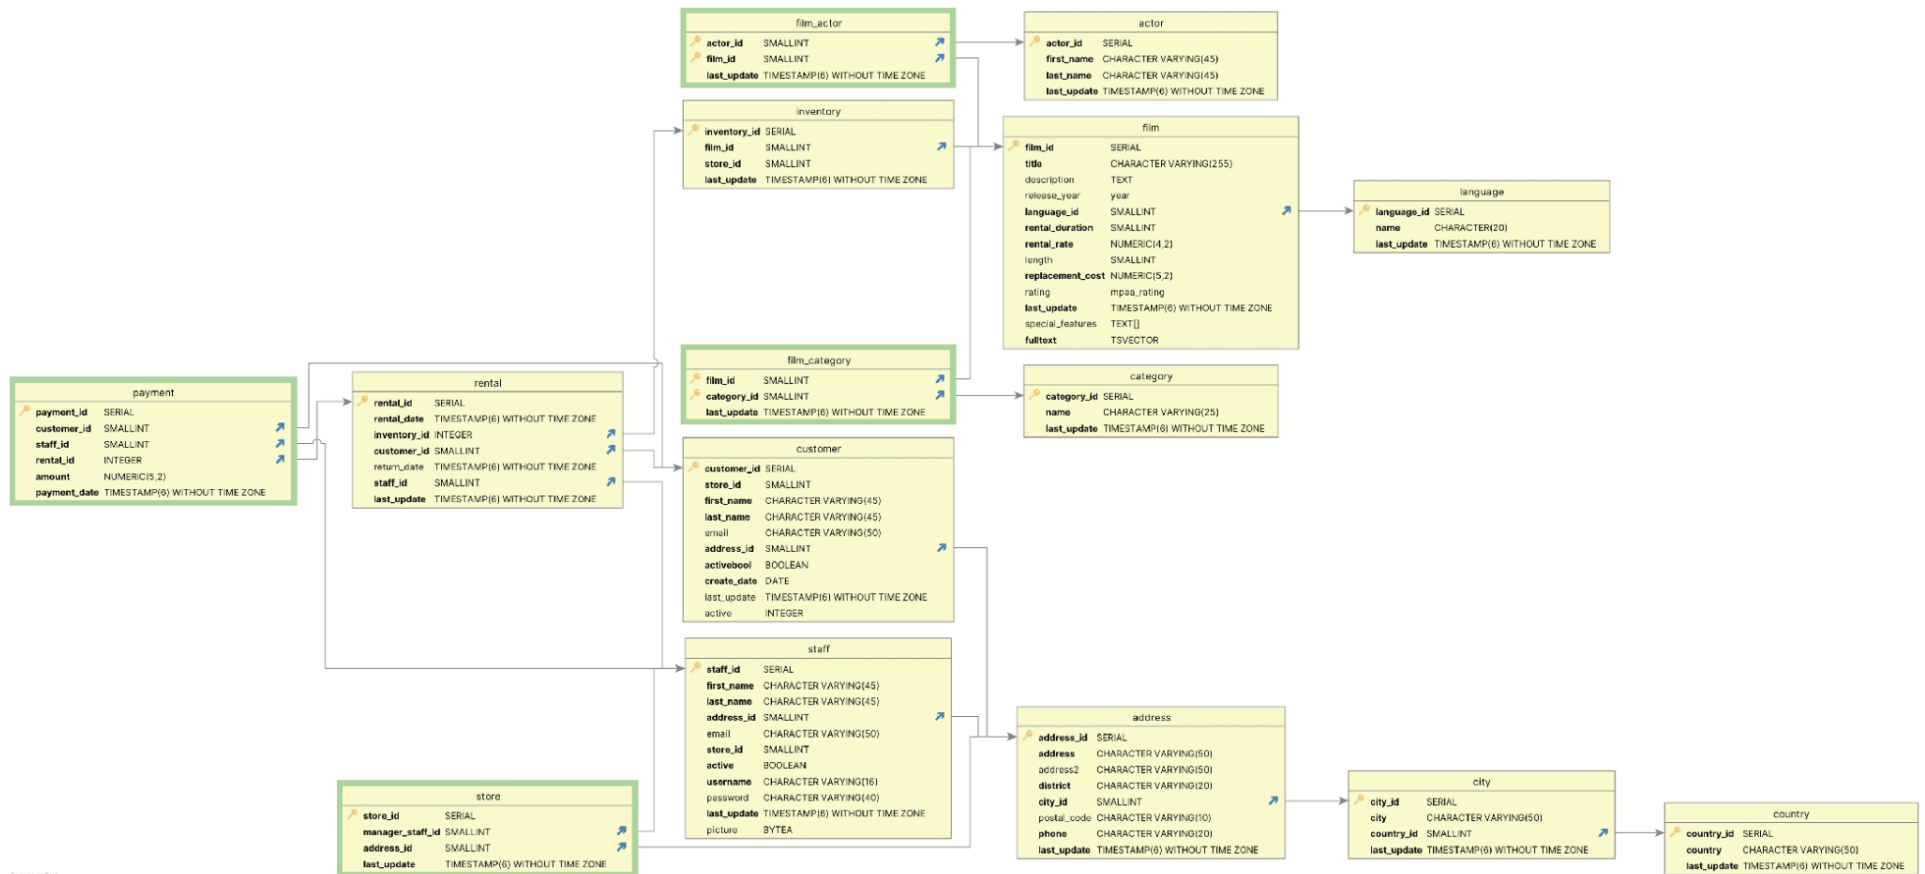 film_actor
actor_id SMALLINT
film_id SMALLINT
last_update TIMESTAMP(6) WITHOUT TIME ZONE
actor
actor_id SERIAL
first_name CHARACTER VARYING(45)
last_name CHARACTER VARYING(45)
last_update TIMESTAMP(6) WITHOUT TIME ZONE
inventory
inventory_id SERIAL
film_id SMALLINT
store_id SMALLINT
last_update TIMESTAMP(6) WITHOUT TIME ZONE
film
film_id SERIAL
title CHARACTER VARYING(255)
description TEXT
release_year year
language_id SMALLINT
rental_duration SMALLINT
rental_rate NUMERIC(4,2)
length SMALLINT
replacement_cost NUMERIC(5,2)
rating mpaa_rating
last_update TIMESTAMP(6) WITHOUT TIME ZONE
special_features TEXT[]
fulltext TSVECTOR
language
language_id SERIAL
name CHARACTER(20)
last_update TIMESTAMP(6) WITHOUT TIME ZONE
film_category
film_id SMALLINT
category_id SMALLINT
last_update TIMESTAMP(6) WITHOUT TIME ZONE
category
category_id SERIAL
name CHARACTER VARYING(25)
last_update TIMESTAMP(6) WITHOUT TIME ZONE
payment
payment_id SERIAL
customer_id SMALLINT
staff_id SMALLINT
rental_id INTEGER
amount NUMERIC(5,2)
payment_date TIMESTAMP(6) WITHOUT TIME ZONE
rental
rental_id SERIAL
rental_date TIMESTAMP(6) WITHOUT TIME ZONE
inventory_id INTEGER
customer_id SMALLINT
return_date TIMESTAMP(6) WITHOUT TIME ZONE
staff_id SMALLINT
last_update TIMESTAMP(6) WITHOUT TIME ZONE
customer
customer_id SERIAL
store_id SMALLINT
first_name CHARACTER VARYING(45)
last_name CHARACTER VARYING(45)
email CHARACTER VARYING(50)
address_id SMALLINT
activebool BOOLEAN
create_date DATE
last_update TIMESTAMP(6) WITHOUT TIME ZONE
active INTEGER
staff
staff_id SERIAL
first_name CHARACTER VARYING(45)
last_name CHARACTER VARYING(45)
address_id SMALLINT
email CHARACTER VARYING(50)
store_id SMALLINT
active BOOLEAN
username CHARACTER VARYING(16)
password CHARACTER VARYING(40)
last_update TIMESTAMP(6) WITHOUT TIME ZONE
picture BYTEA
store
store_id SERIAL
manager_staff_id SMALLINT
address_id SMALLINT
last_update TIMESTAMP(6) WITHOUT TIME ZONE
address
address_id SERIAL
address CHARACTER VARYING(50)
address2 CHARACTER VARYING(50)
district CHARACTER VARYING(20)
city_id SMALLINT
postal_code CHARACTER VARYING(10)
phone CHARACTER VARYING(20)
last_update TIMESTAMP(6) WITHOUT TIME ZONE
city
city_id SERIAL
city CHARACTER VARYING(50)
country_id SMALLINT
last_update TIMESTAMP(6) WITHOUT TIME ZONE
country
country_id SERIAL
country CHARACTER VARYING(50)
last_update TIMESTAMP(6) WITHOUT TIME ZONE